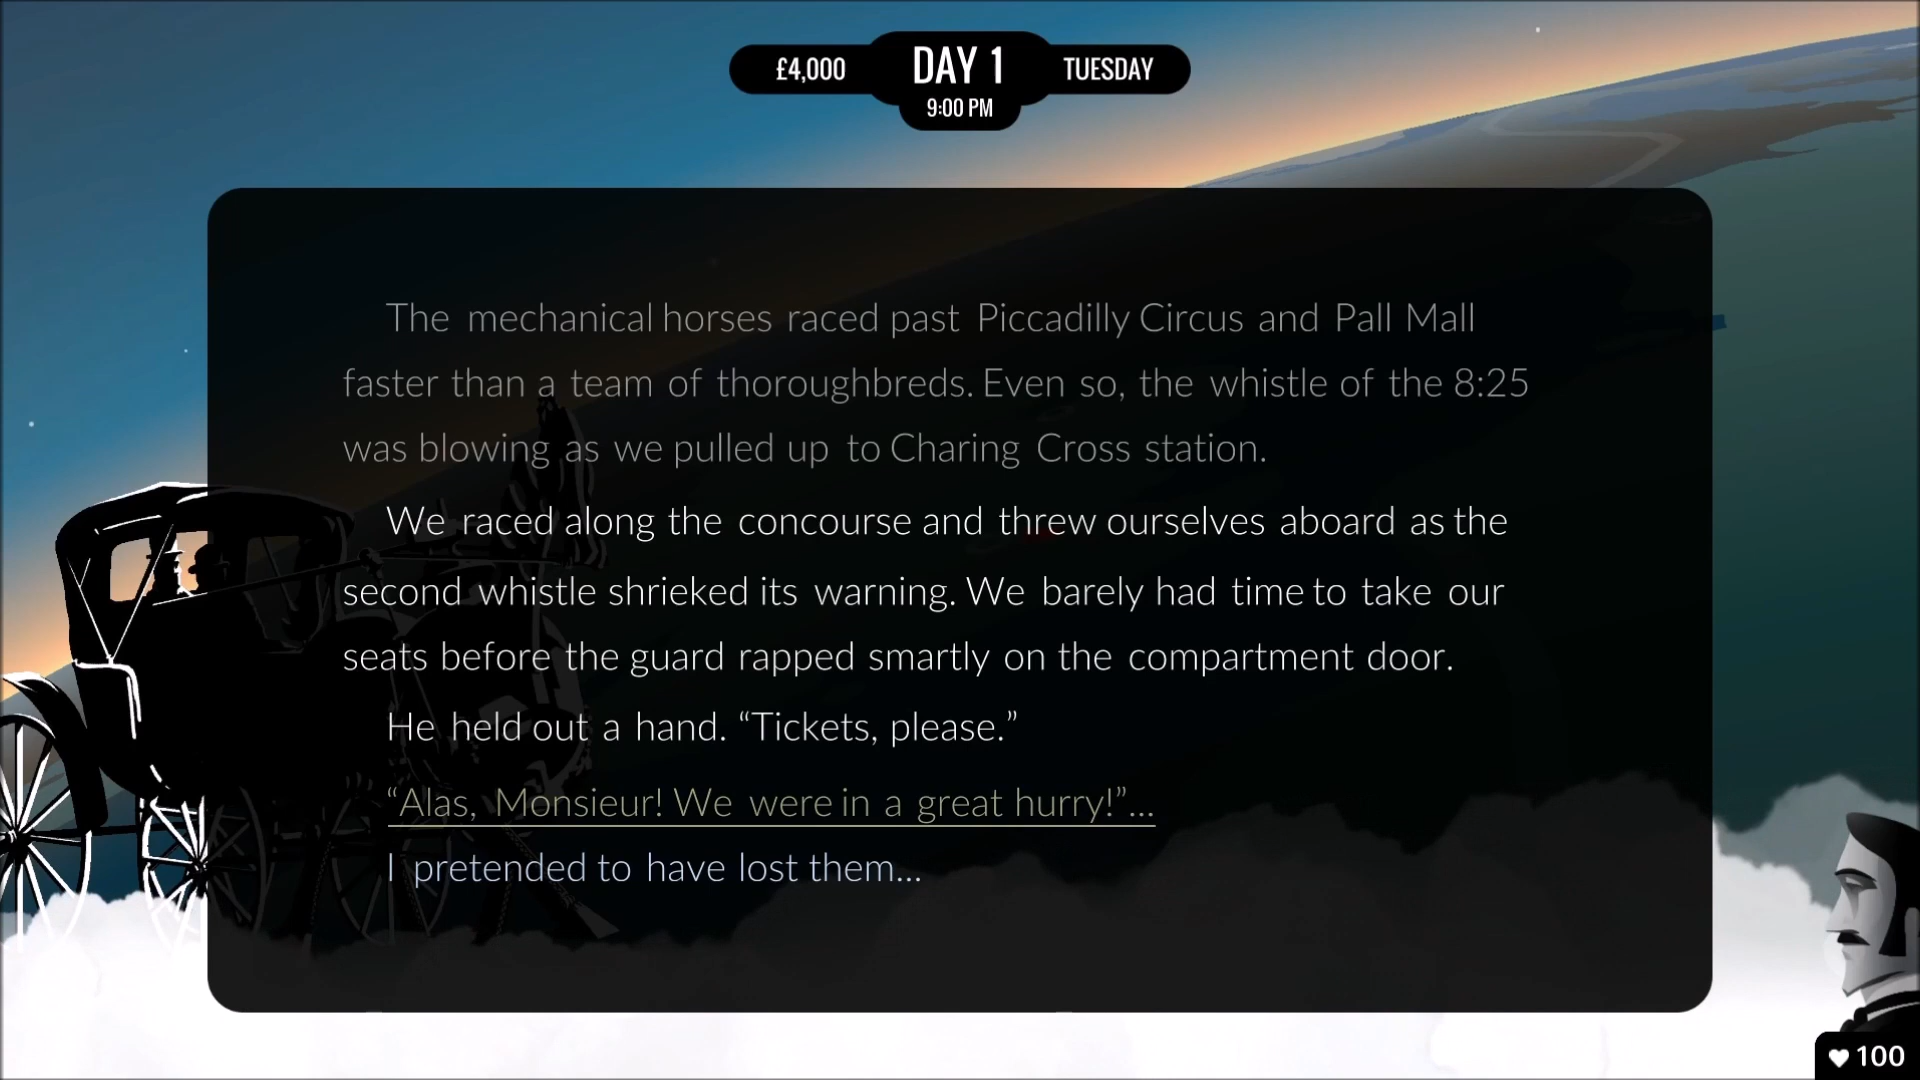 £4,000
DAY 1
TUESDAY
9:00 PM
The mechanical horses raced past Piccadilly Circus and Pall Mall
faster than a team of thoroughbreds. Even so, the whistle of the 8:25
was blowing as we pulled up to Charing Cross station.
We raced along the concourse and threw ourselves aboard as the
second whistle shrieked its warning. We barely had time to take our
seats before the guard rapped smartly on the compartment door.
He held out a hand. “Tickets, please.”
“Alas, Monsieur! We were in a great hurry!”...
I pretended to have lost them...
100